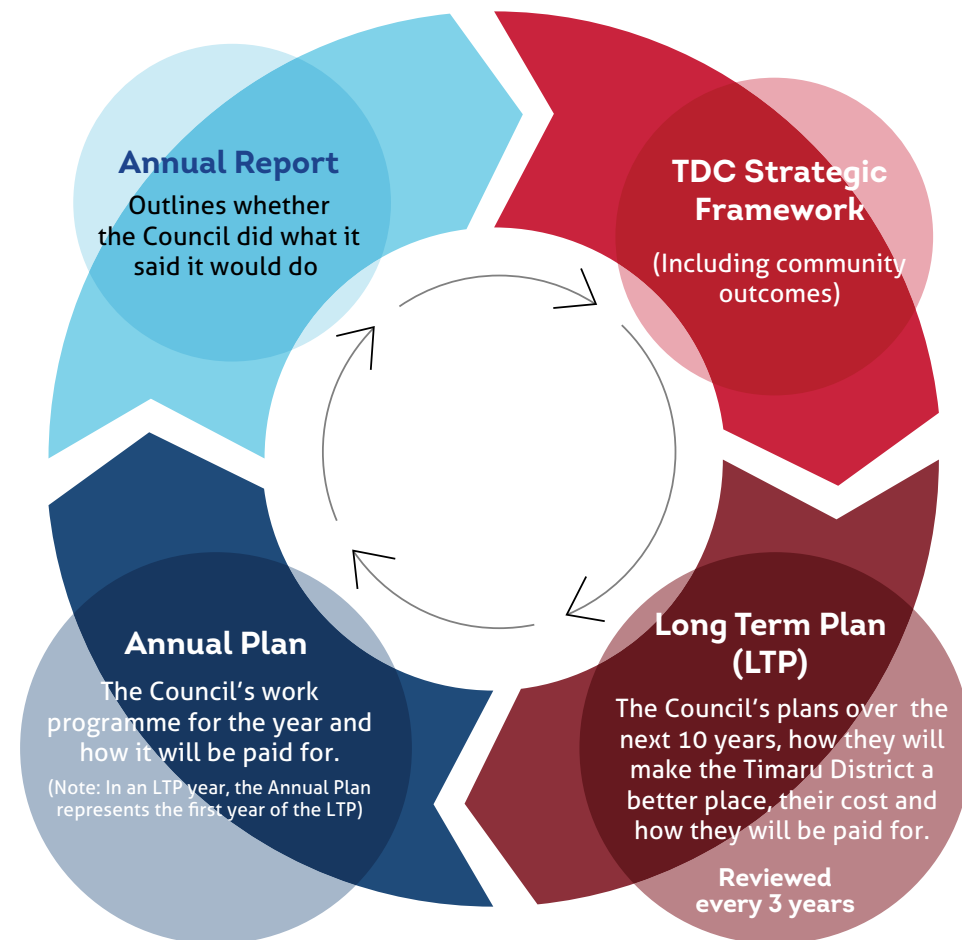 Annual Report
Outlines whether
the Council did what it
said it would do
TDC Strategic
Framework
(Including community
outcomes)
Long Term Plan
(LTP)
The Council's plans over the
next 10 years, how they will
make the Timaru District a
better place, their cost and
how they will be paid for.
Reviewed
every 3 years
Annual Plan
The Council's work
programme for the year and
how it will be paid for.
(Note: In an LTP year, the Annual Plan
represents the first year of the LTP)